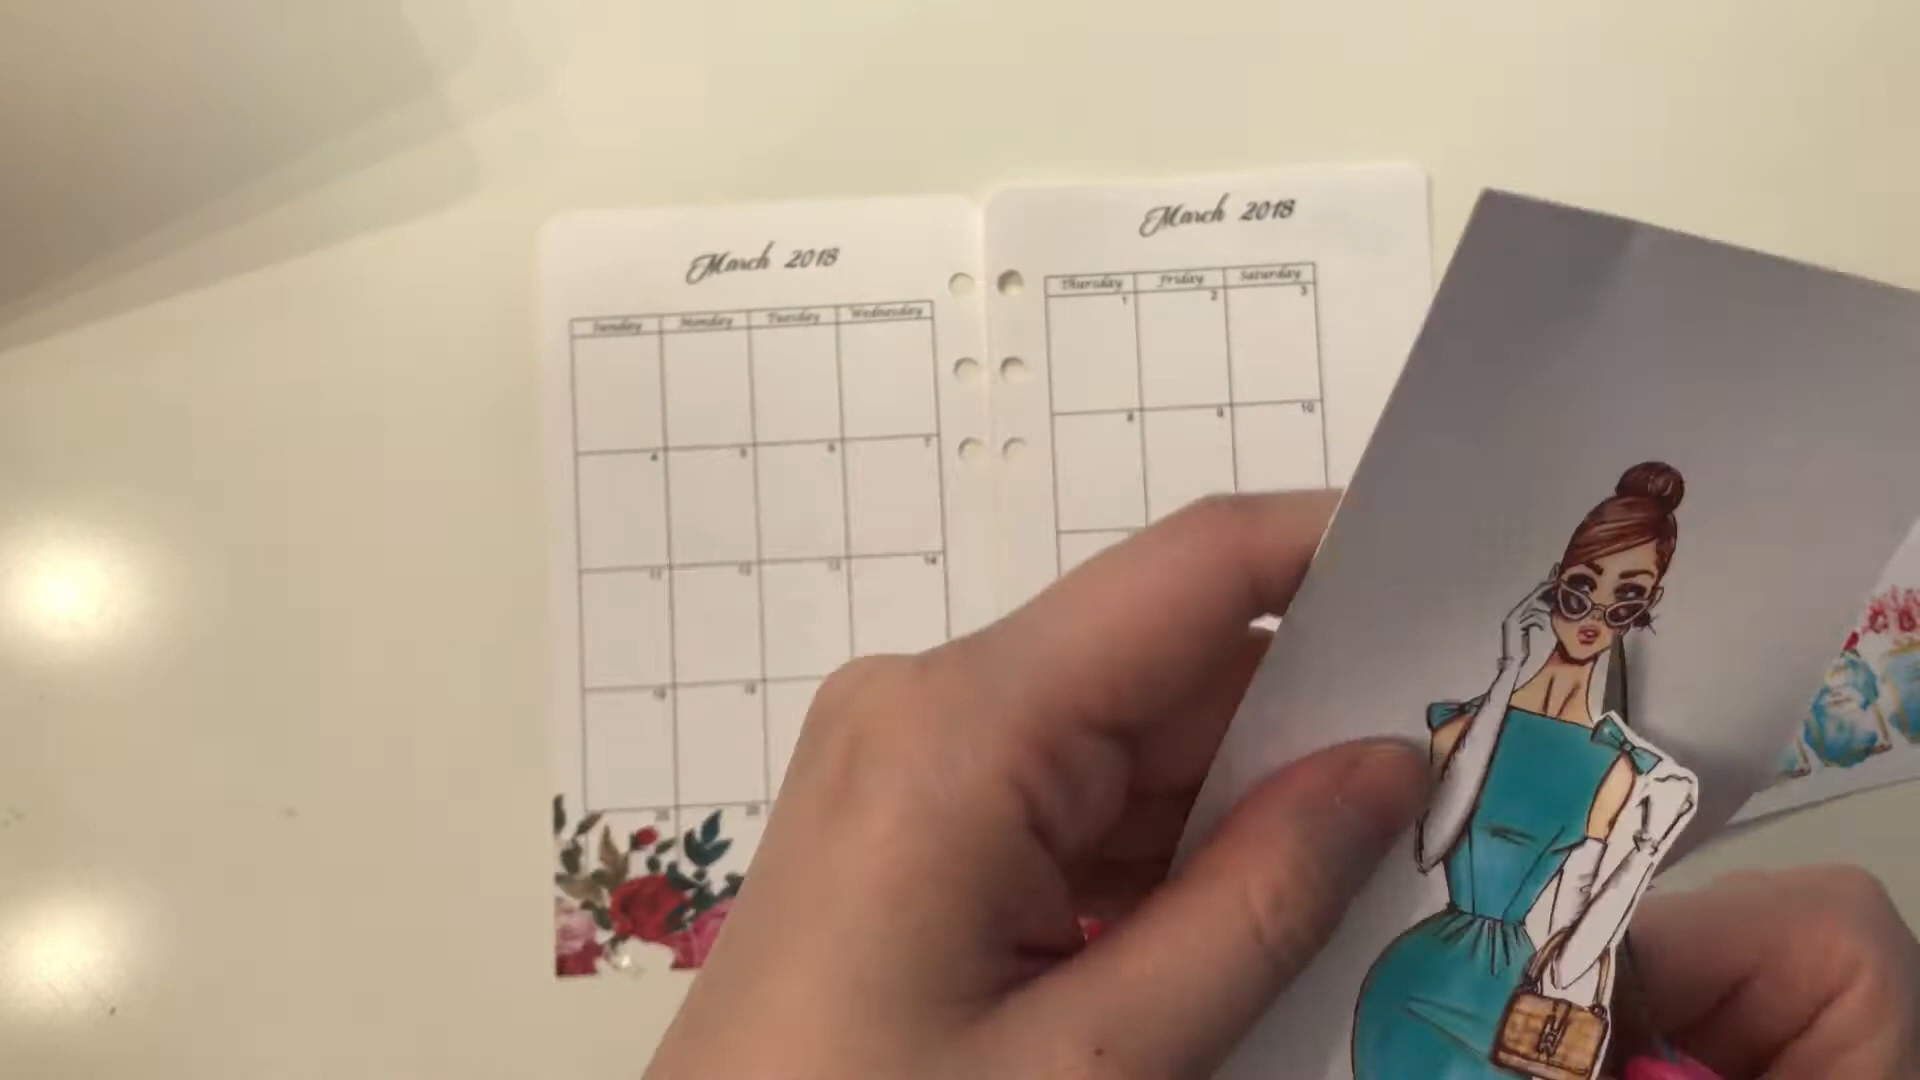 March 2018
Sunday Monday Tuesday Wednesday
4 5 6 7
11 12 13 14
18 19
25 26
March 2018
Thursday Friday Saturday
1 2 3
8 9 10